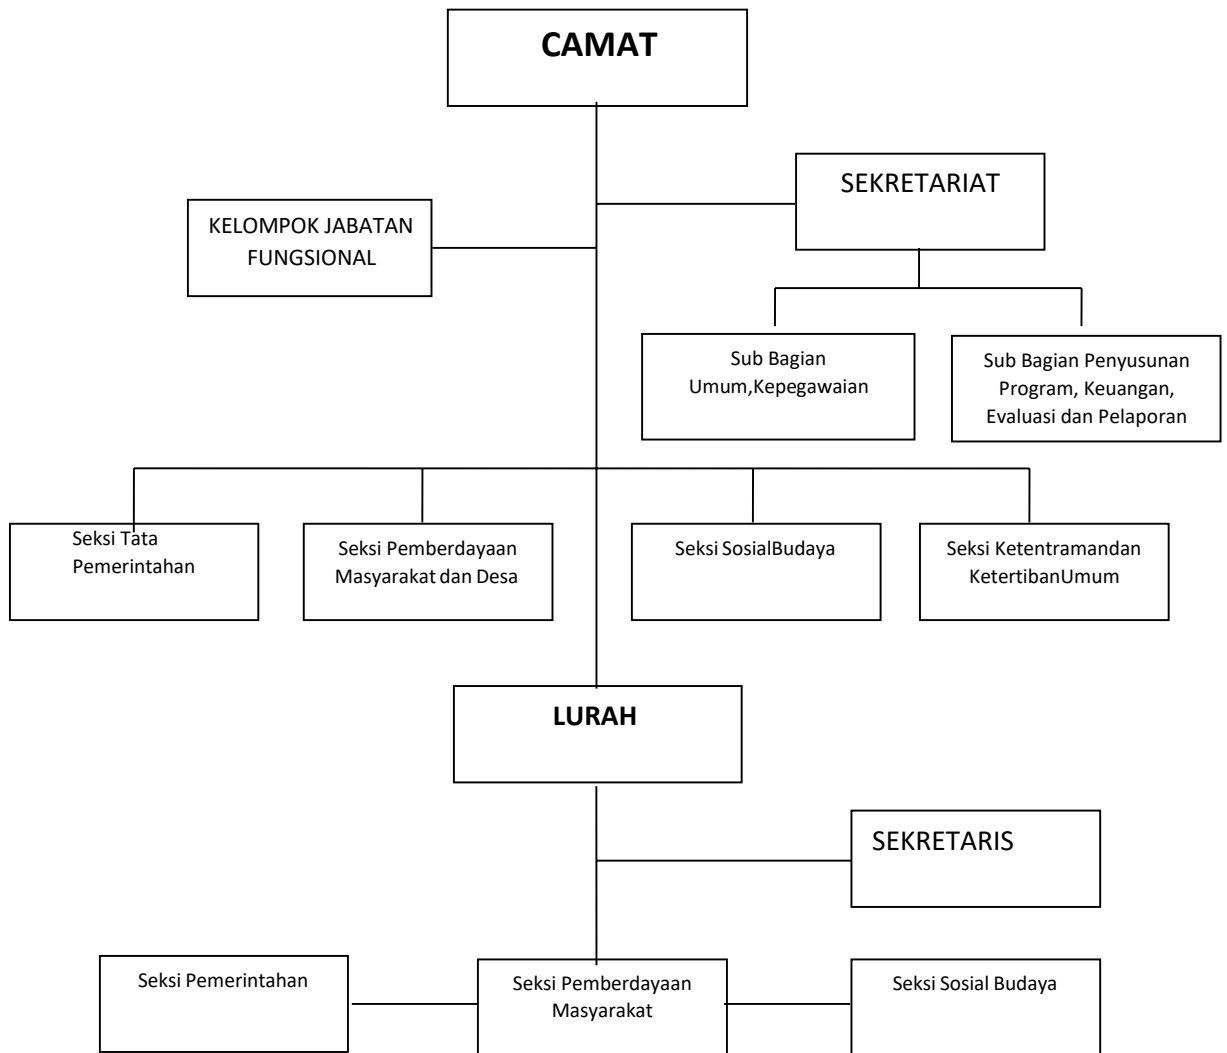 CAMAT
SEKRETARIAT
KELOMPOK JABATAN
FUNGSIONAL
Sub Bagian
Umum,Kepegawaian
Sub Bagian Penyusunan
Program, Keuangan,
Evaluasi dan Pelaporan
Seksi Tata
Pemerintahan
Seksi Pemberdayaan
Masyarakat dan Desa
Seksi SosialBudaya
Seksi Ketentramandan
KetertibanUmum
LURAH
SEKRETARIS
Seksi Pemerintahan
Seksi Pemberdayaan
Masyarakat
Seksi Sosial Budaya